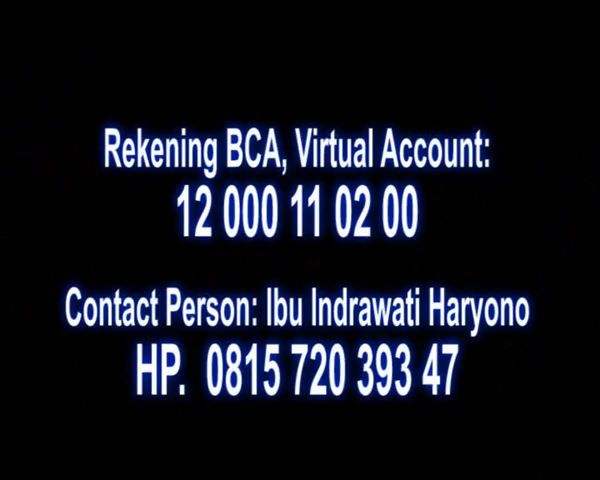 Rekening BCA, Virtual Account:
12 000 11 02 00
Contact Person: Ibu Indrawati Haryono
HP. 0815 720 393 47